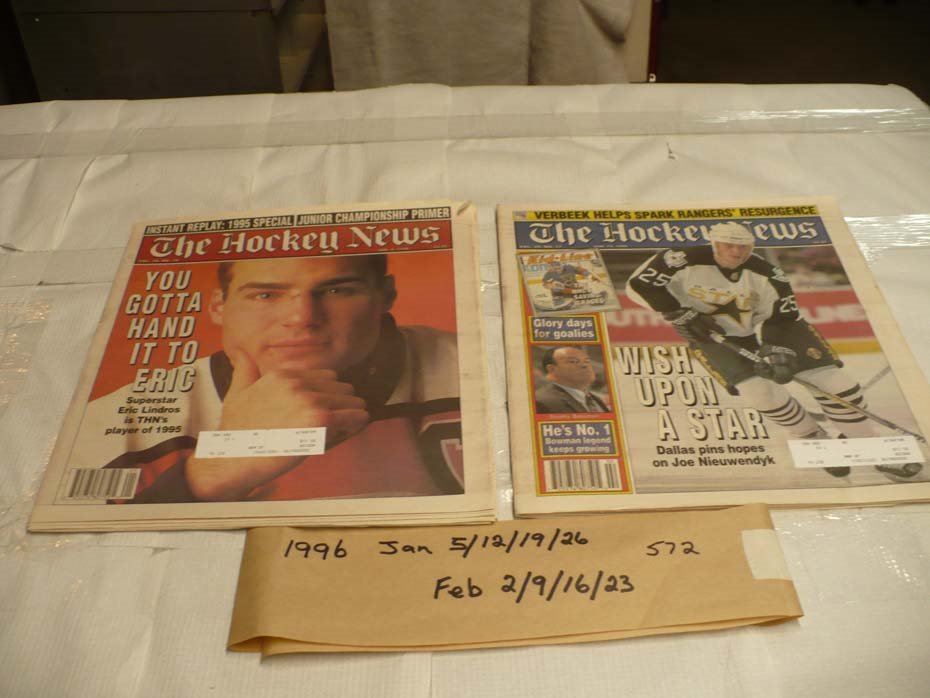 INSTANT REPLAY: 1995 SPECIAL JUNIOR CHAMPIONSHIP PRIMER
The Hockey News
YOU
GOTTA
HAND
IT TO
ERIC
Superstar
Eric Lindros
is THN's
player of 1995
VERBEEK HELPS SPARK RANGERS' RESURGENCE
The Hockey News
Glory days
for goalies
He's No. 1
Bowman legend
keeps growing
25
25
STARS
WISH
UPON
A STAR
Dallas pins hopes
on Joe Nieuwendyk
1996 Jan 5/12/19/26 572
Feb 2/9/16/23